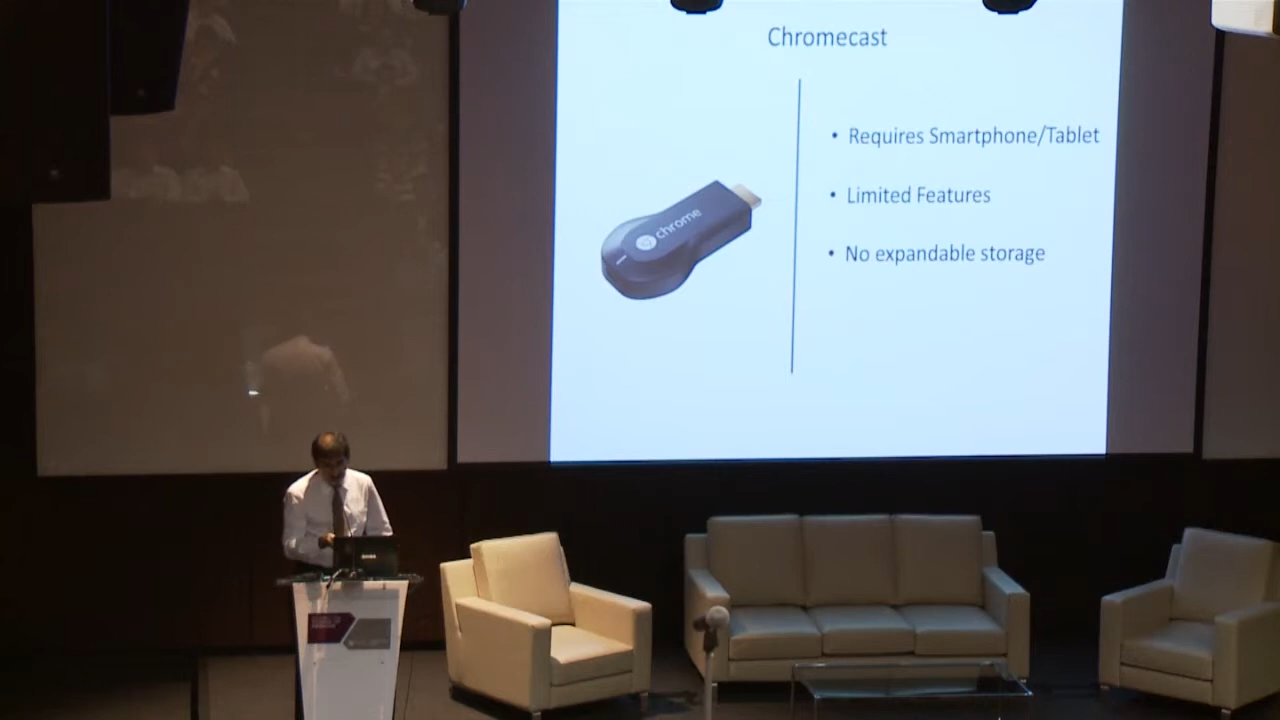 Chromecast
• Requires Smartphone/Tablet
• Limited Features
• No expandable storage
chrome